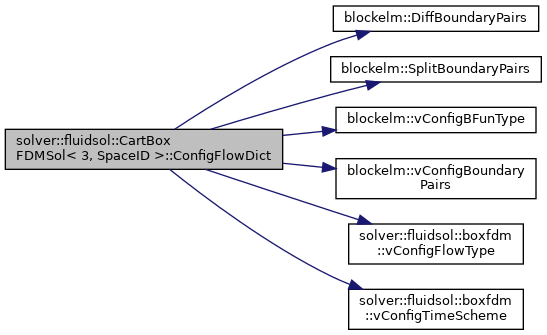 blockelm::DiffBoundaryPairs
blockelm::SplitBoundaryPairs
solver::fluidsol::CartBox
FDMSol< 3, SpaceID >::ConfigFlowDict
blockelm::vConfigBFunType
blockelm::vConfigBoundary
Pairs
solver::fluidsol::boxfdm
::vConfigFlowType
solver::fluidsol::boxfdm
::vConfigTimeScheme